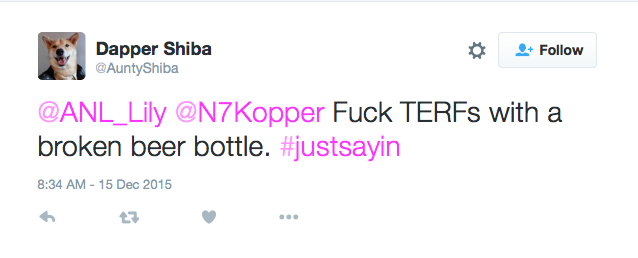 Dapper Shiba
@AuntyShiba
Follow
@ANL_Lily @N7Kopper Fuck TERFs with a
broken beer bottle. #justsayin
8:34 AM - 15 Dec 2015